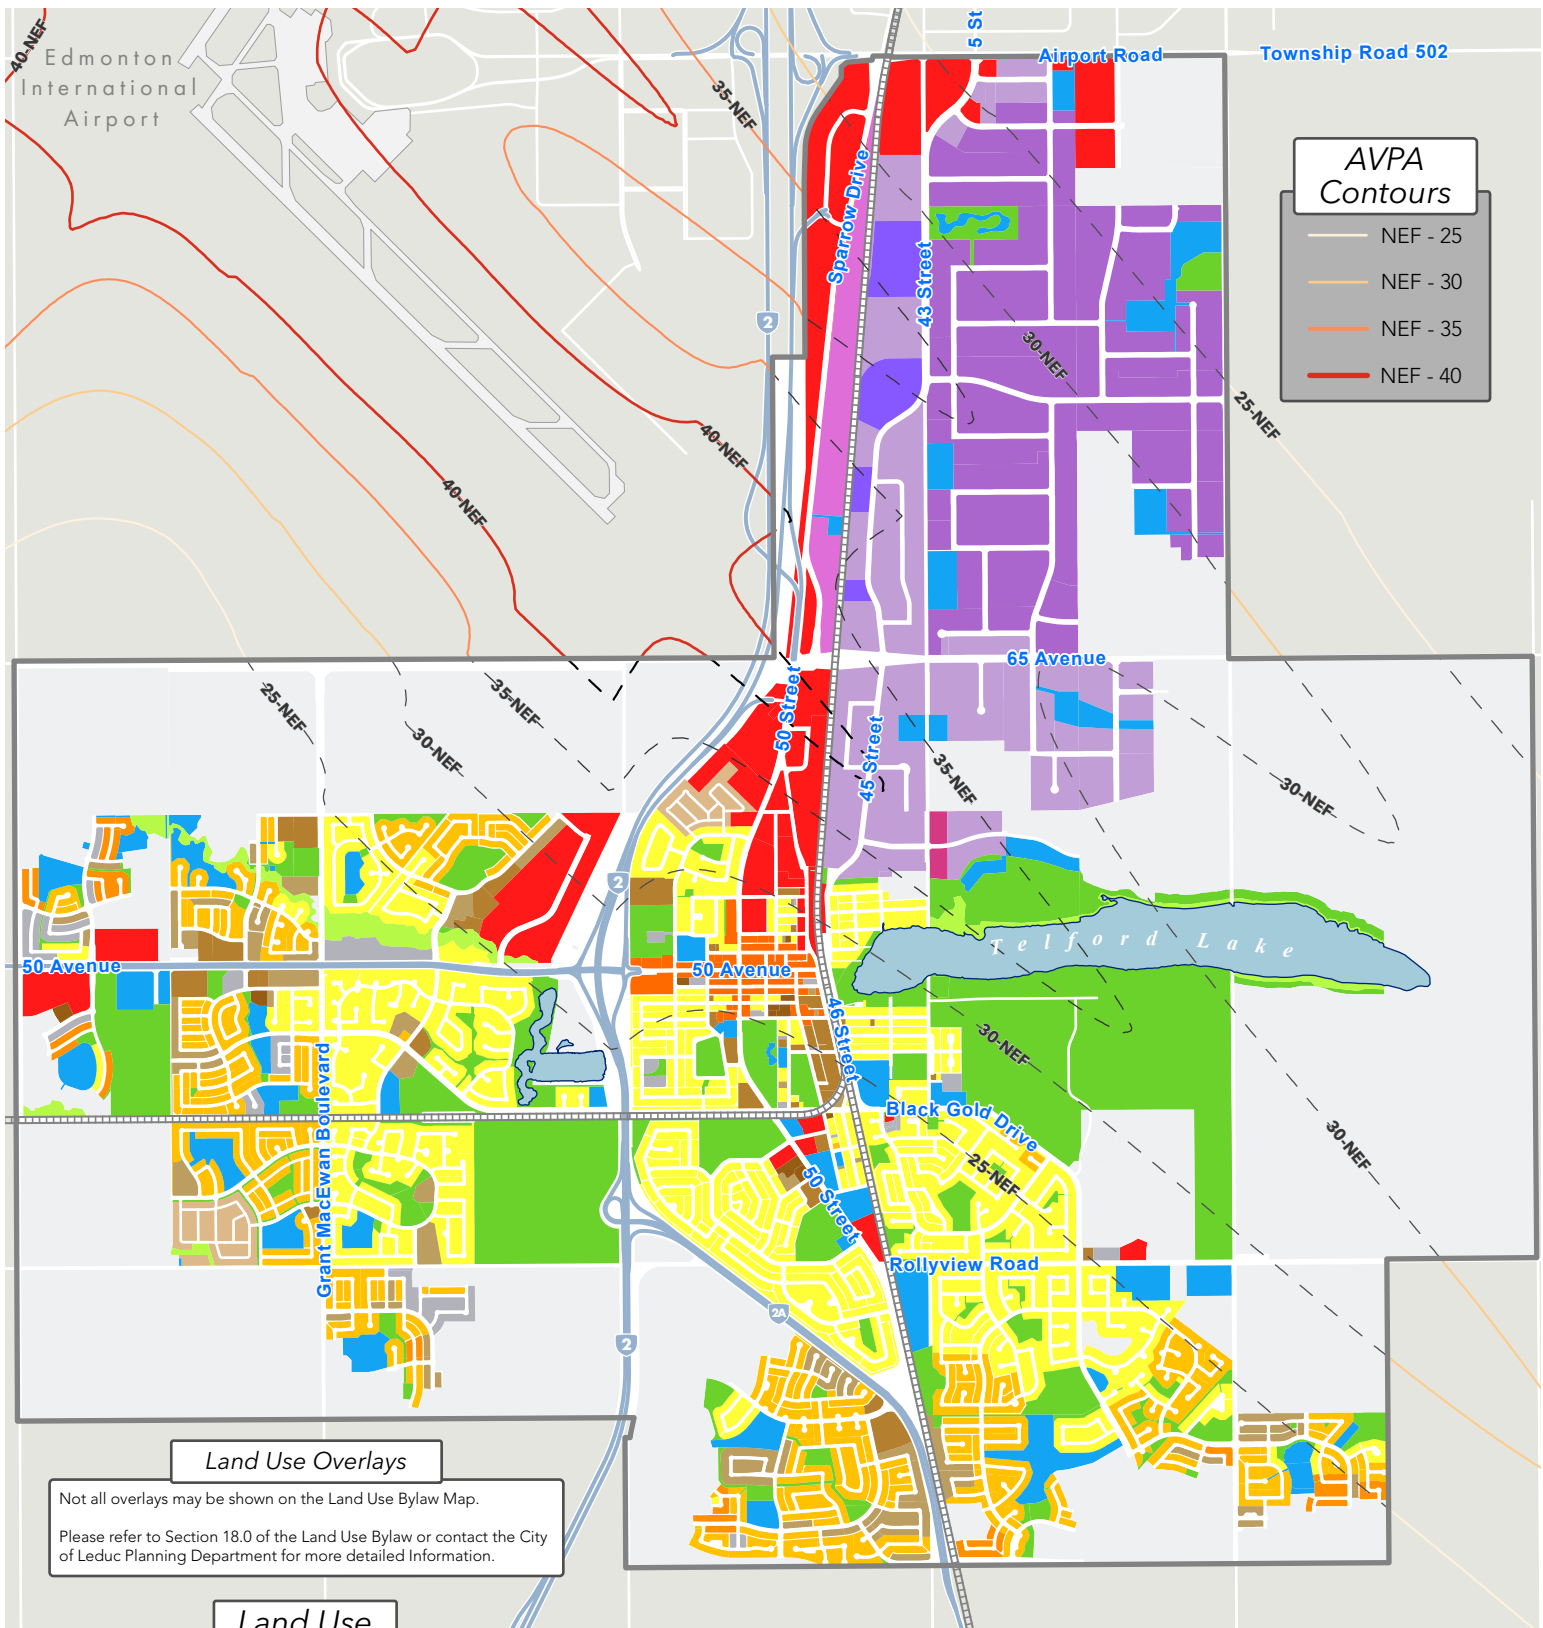 40-NEF
Edmonton
International
Airport
35-NEF
5 St
Airport Road
Township Road 502
AVPA
Contours
NEF - 25
NEF - 30
NEF - 35
NEF - 40
Sparrow Drive
43 Street
2
30-NEF
25-NEF
40-NEF
40-NEF
65 Avenue
25-NEF
35-NEF
30-NEF
50 Street
45 Street
35-NEF
30-NEF
2
Telford Lake
50 Avenue
50 Avenue
46 Street
30-NEF
Grant MacEwan Boulevard
Black Gold Drive
25-NEF
30-NEF
50 Street
Rollyview Road
2A
2
Land Use Overlays
Not all overlays may be shown on the Land Use Bylaw Map.
Please refer to Section 18.0 of the Land Use Bylaw or contact the City
of Leduc Planning Department for more detailed Information.
Land Use